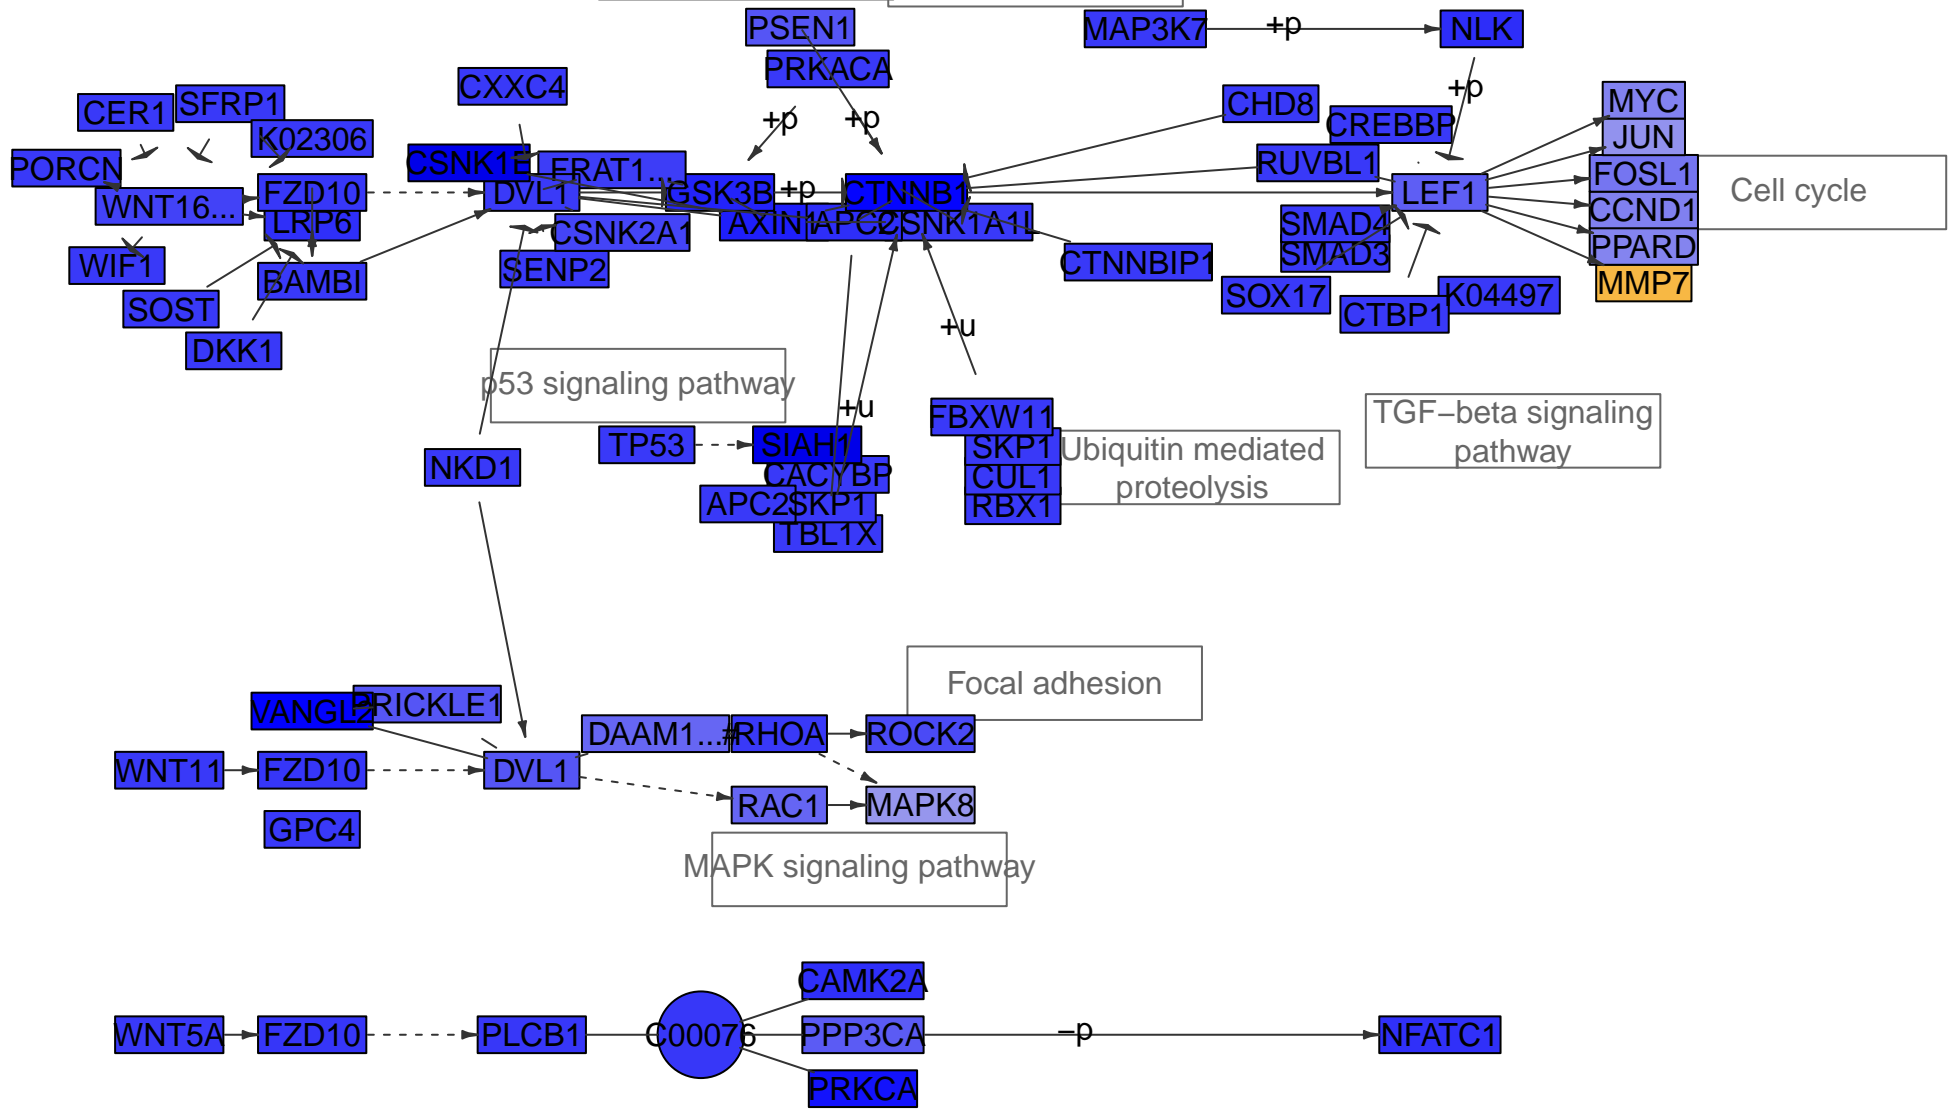 PSEN1
MAP3K7
+p
NLK
PRKACA
CXXC4
+p
CER1
SFRP1
CHD8
MYC
+p
+p
CREBBP
K02306
JUN
PORCN
CSNK1E
FRAT1...
RUVBL1
FOSL1
Cell cycle
WNT16...
FZD10
DVL1
GSK3B
+p
CTNNB1
LEF1
LRP6
CSNK2A1
AXIN1
APC2
CSNK1A1L
SMAD4
CCND1
WIF1
SENP2
CTNNBIP1
SMAD3
PPARD
BAMBI
MMP7
SOST
SOX17
K04497
DKK1
CTBP1
+u
p53 signaling pathway
+u
FBXW11
TGF−beta signaling
pathway
TP53
SIAH1
SKP1
Ubiquitin mediated
proteolysis
NKD1
CACYBP
CUL1
APC2
SKP1
RBX1
TBL1X
Focal adhesion
VANGL2
PRICKLE1
DAAM1...#
RHOA
ROCK2
WNT11
FZD10
DVL1
RAC1
MAPK8
GPC4
MAPK signaling pathway
CAMK2A
WNT5A
FZD10
PLCB1
C00076
PPP3CA
−p
NFATC1
PRKCA